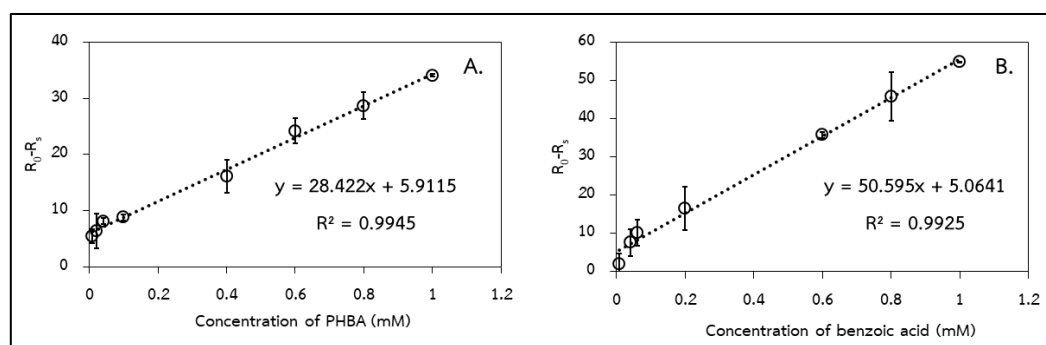 A.
40
30
20
10
0
R₀-Rₛ
y = 28.422x + 5.9115
R² = 0.9945
0 0.2 0.4 0.6 0.8 1 1.2
Concentration of PHBA (mM)
B.
60
50
40
30
20
10
0
R₀-Rₛ
y = 50.595x + 5.0641
R² = 0.9925
0 0.2 0.4 0.6 0.8 1 1.2
Concentration of benzoic acid (mM)